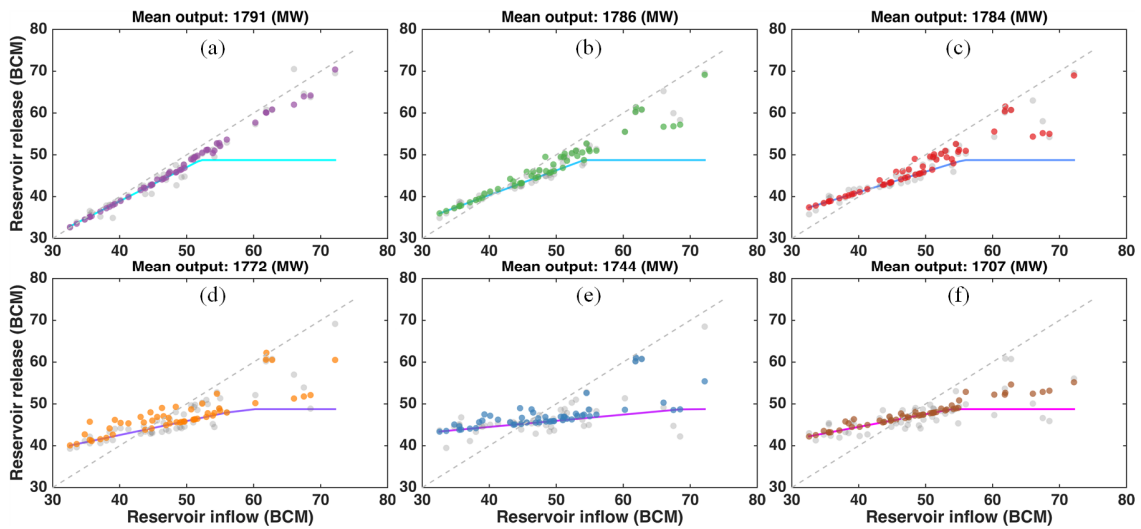 Mean output: 1791 (MW) Mean output: 1786 (MW) Mean output: 1784 (MW)
80 80 80
(a) (b) (c)
70 70 70
60 60 60
50 50 50
40 40 40
30 30 30
Reservoir release (BCM)
30 40 50 60 70 80 30 40 50 60 70 80 30 40 50 60 70 80
Mean output: 1772 (MW) Mean output: 1744 (MW) Mean output: 1707 (MW)
80 80 80
(d) (e) (f)
70 70 70
60 60 60
50 50 50
40 40 40
30 30 30
Reservoir release (BCM)
30 40 50 60 70 80 30 40 50 60 70 80 30 40 50 60 70 80
Reservoir inflow (BCM) Reservoir inflow (BCM) Reservoir inflow (BCM)